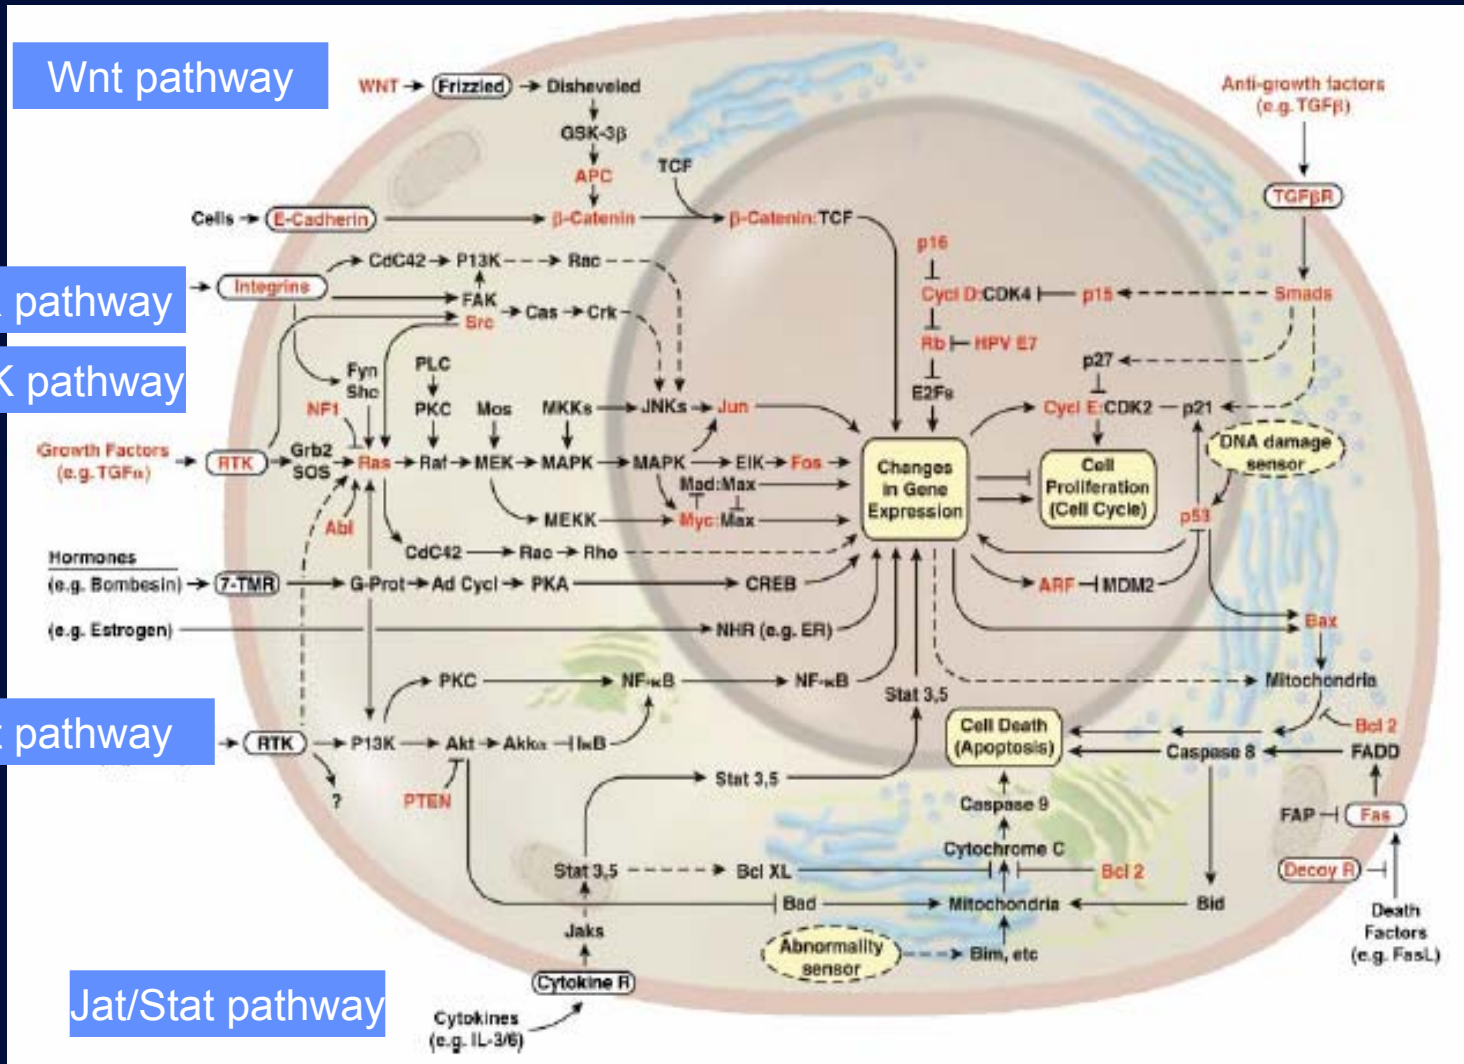 Wnt pathway
WNT
Frizzled
Disheveled
GSK-3β
APC
TCF
Cells
E-Cadherin
β-Catenin
β-Catenin:TCF
Anti-growth factors
(e.g. TGFβ)
TGFβR
Smads
p16
Cycl D:CDK4
p15
Rb
HPV E7
E2Fs
p27
Cycl E:CDK2
p21
DNA damage
sensor
pathway
Integrins
CdC42
P13K
Rac
FAK
Src
Cas
Crk
K pathway
Fyn
Shc
PLC
NF1
PKC
Mos
MKKs
JNKs
Jun
Growth Factors
(e.g. TGFα)
RTK
Grb2
SOS
Ras
Raf
MEK
MAPK
MAPK
ElK
Fos
Mad:Max
Abl
MEKK
Myc:Max
Changes
in Gene
Expression
Cell
Proliferation
(Cell Cycle)
p53
CdC42
Rac
Rho
Hormones
(e.g. Bombesin)
7-TMR
G-Prot
Ad Cycl
PKA
CREB
ARF
MDM2
(e.g. Estrogen)
NHR (e.g. ER)
Bax
PKC
NF-κB
NF-κB
Stat 3,5
Mitochondria
pathway
RTK
P13K
Akt
Akkα
IκB
Cell Death
(Apoptosis)
Bcl 2
Caspase 8
FADD
?
PTEN
Stat 3,5
Caspase 9
FAP
Fas
Cytochrome C
Stat 3,5
Bcl XL
Bcl 2
Decoy R
Bad
Mitochondria
Bid
Death
Factors
(e.g. FasL)
Jaks
Abnormality
sensor
Bim, etc
Cytokine R
Jat/Stat pathway
Cytokines
(e.g. IL-3/6)